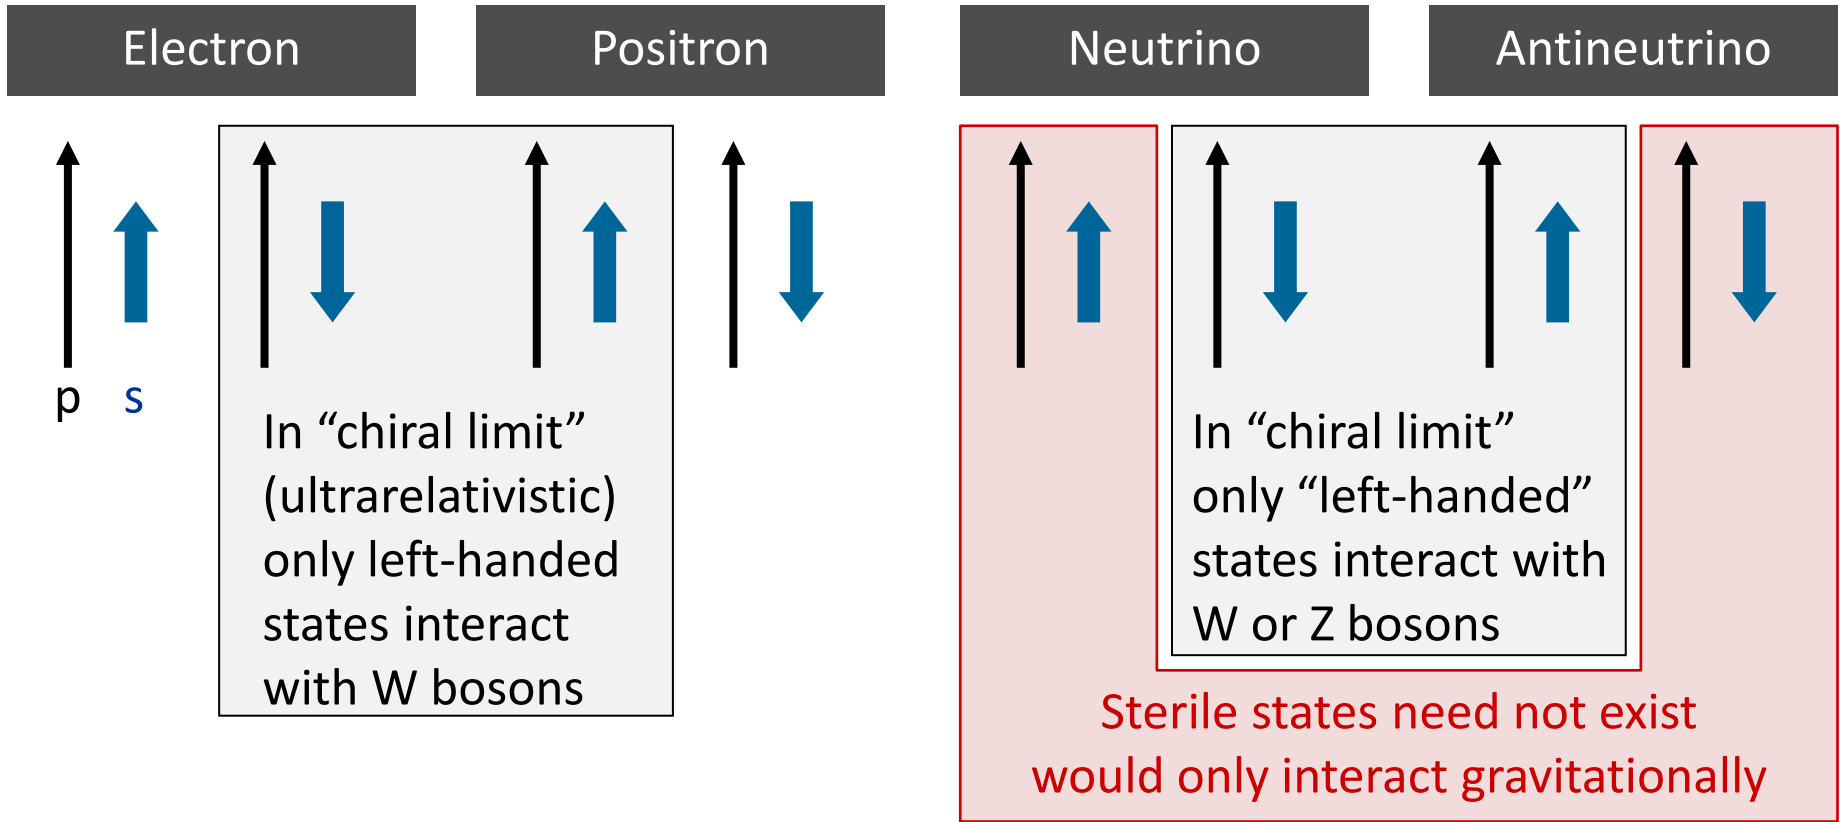 Electron
Positron
Neutrino
Antineutrino
p
s
In “chiral limit”
(ultrarelativistic)
only left-handed
states interact
with W bosons
In “chiral limit”
only “left-handed”
states interact with
W or Z bosons
Sterile states need not exist
would only interact gravitationally